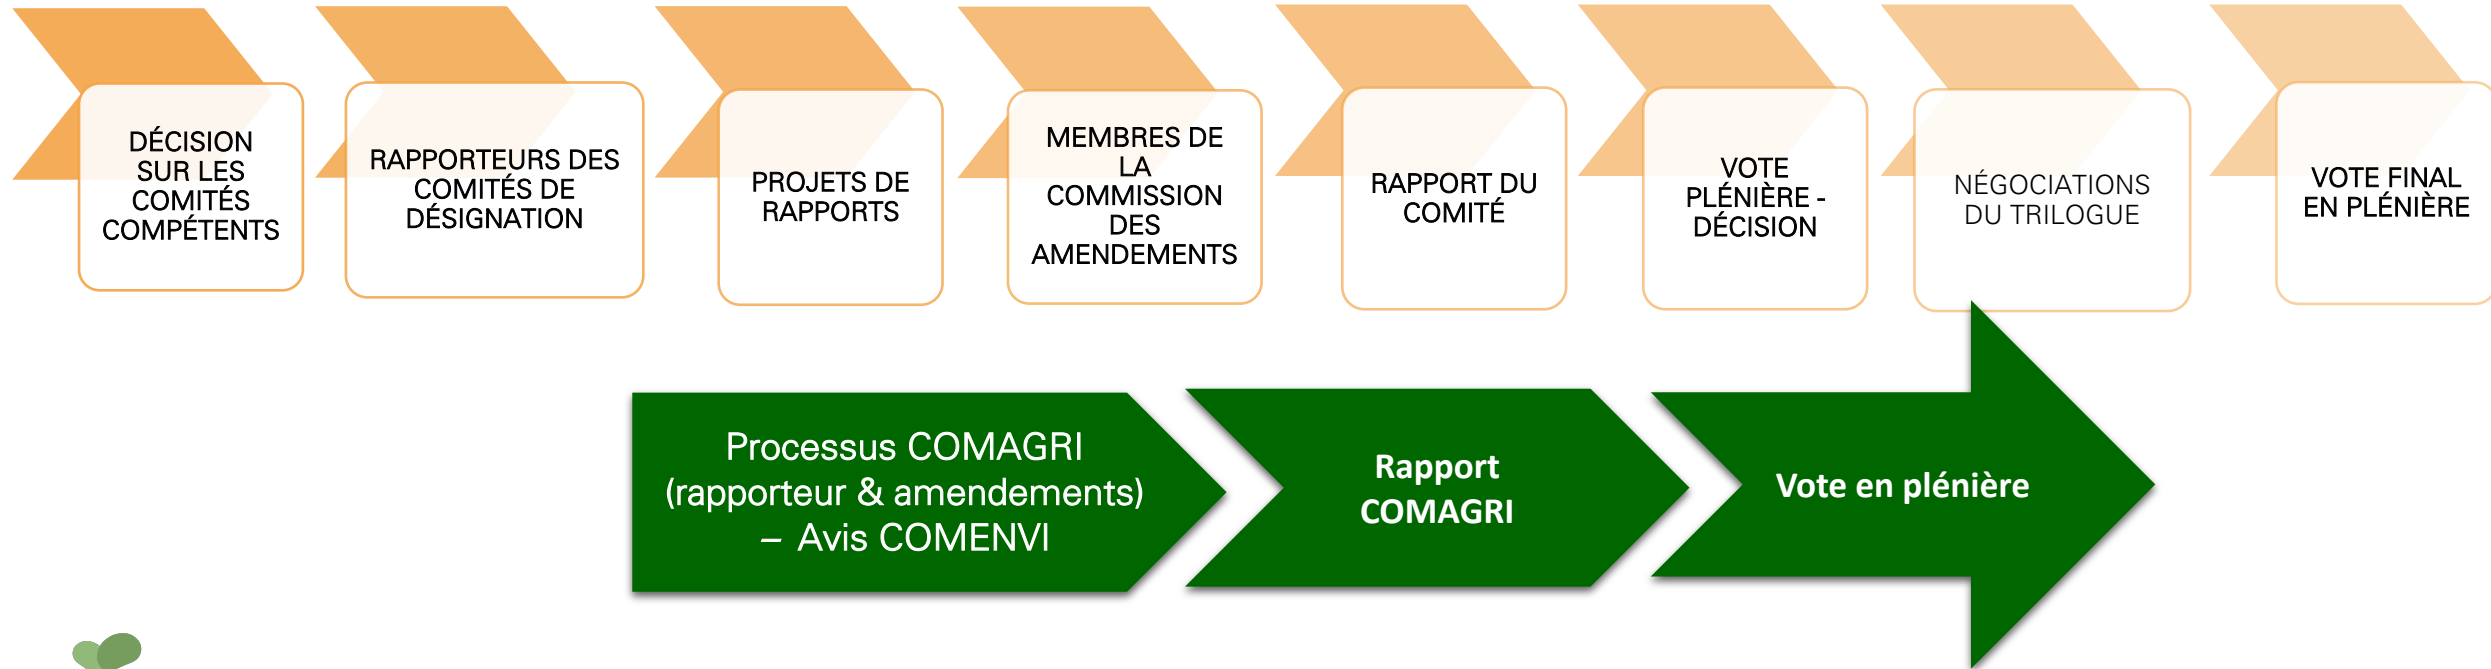 DÉCISION
SUR LES
COMITÉS
COMPÉTENTS
RAPPORTEURS DES
COMITÉS DE
DÉSIGNATION
PROJETS DE
RAPPORTS
MEMBRES DE
LA
COMMISSION
DES
AMENDEMENTS
RAPPORT DU
COMITÉ
VOTE
PLÉNIÈRE -
DÉCISION
NÉGOCIATIONS
DU TRILOGUE
VOTE FINAL
EN PLÉNIÈRE
Processus COMAGRI
(rapporteur & amendements)
– Avis COMENVI
Rapport
COMAGRI
Vote en plénière